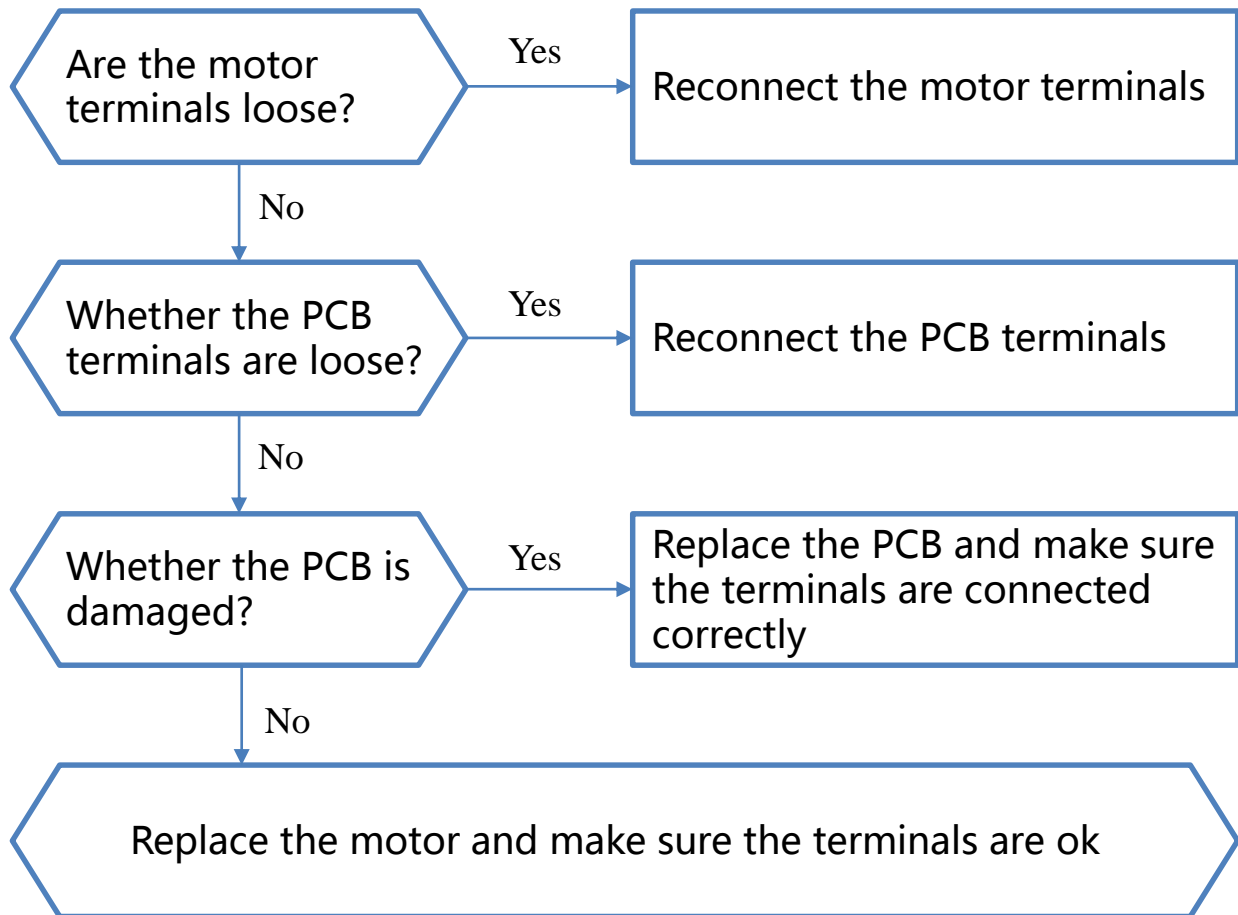 Are the motor
terminals loose?
Yes
Reconnect the motor terminals
No
Whether the PCB
terminals are loose?
Yes
Reconnect the PCB terminals
No
Whether the PCB is
damaged?
Yes
Replace the PCB and make sure
the terminals are connected
correctly
No
Replace the motor and make sure the terminals are ok